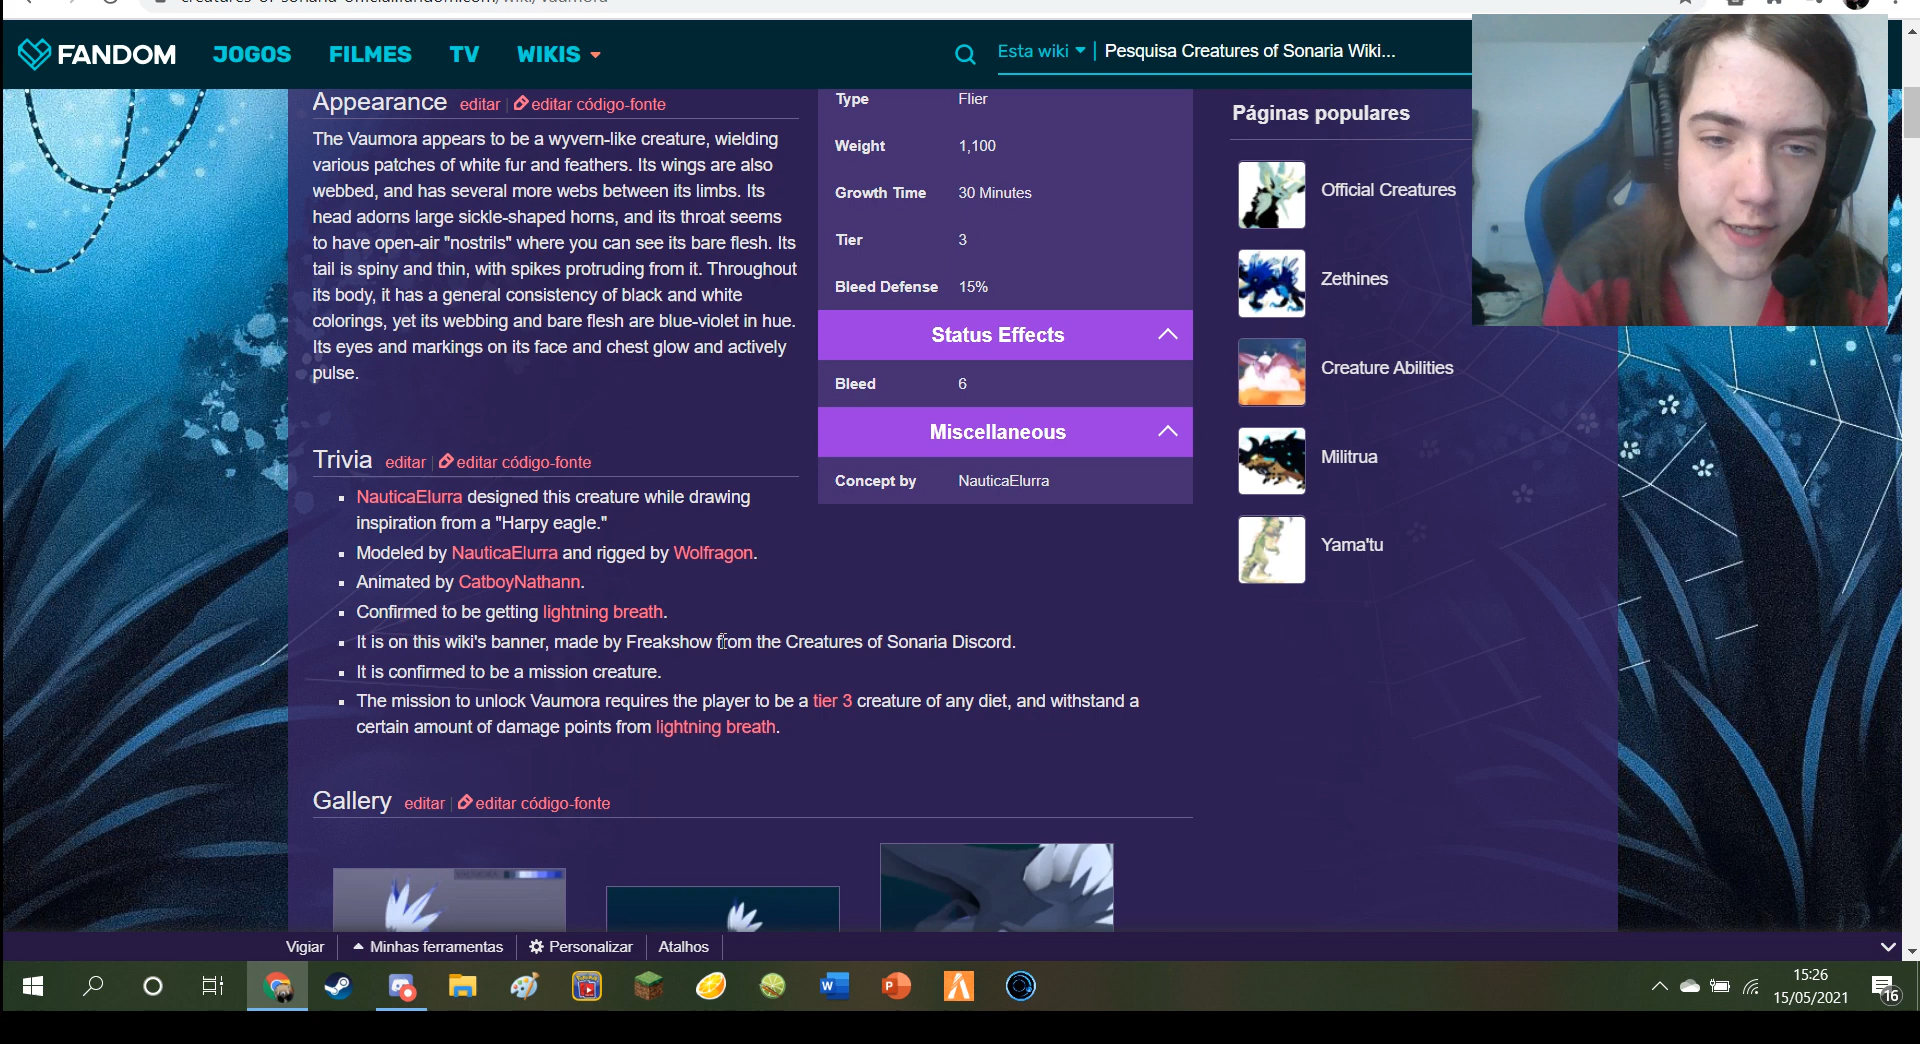 FANDOM JOGOS FILMES TV WIKIS
Esta wiki | Pesquisa Creatures of Sonaria Wiki...
Appearance editar | editar código-fonte
The Vaumora appears to be a wyvern-like creature, wielding
various patches of white fur and feathers. Its wings are also
webbed, and has several more webs between its limbs. Its
head adorns large sickle-shaped horns, and its throat seems
to have open-air "nostrils" where you can see its bare flesh. Its
tail is spiny and thin, with spikes protruding from it. Throughout
its body, it has a general consistency of black and white
colorings, yet its webbing and bare flesh are blue-violet in hue.
Its eyes and markings on its face and chest glow and actively
pulse.
Type Flier
Weight 1,100
Growth Time 30 Minutes
Tier 3
Bleed Defense 15%
Status Effects
Bleed 6
Miscellaneous
Concept by NauticaElurra
Páginas populares
Official Creatures
Zethines
Creature Abilities
Militrua
Yama'tu
Trivia editar | editar código-fonte
NauticaElurra designed this creature while drawing
inspiration from a "Harpy eagle."
Modeled by NauticaElurra and rigged by Wolfragon.
Animated by CatboyNathann.
Confirmed to be getting lightning breath.
It is on this wiki's banner, made by Freakshow from the Creatures of Sonaria Discord.
It is confirmed to be a mission creature.
The mission to unlock Vaumora requires the player to be a tier 3 creature of any diet, and withstand a
certain amount of damage points from lightning breath.
Gallery editar | editar código-fonte
Vigiar Minhas ferramentas Personalizar Atalhos
15:26
15/05/2021
16